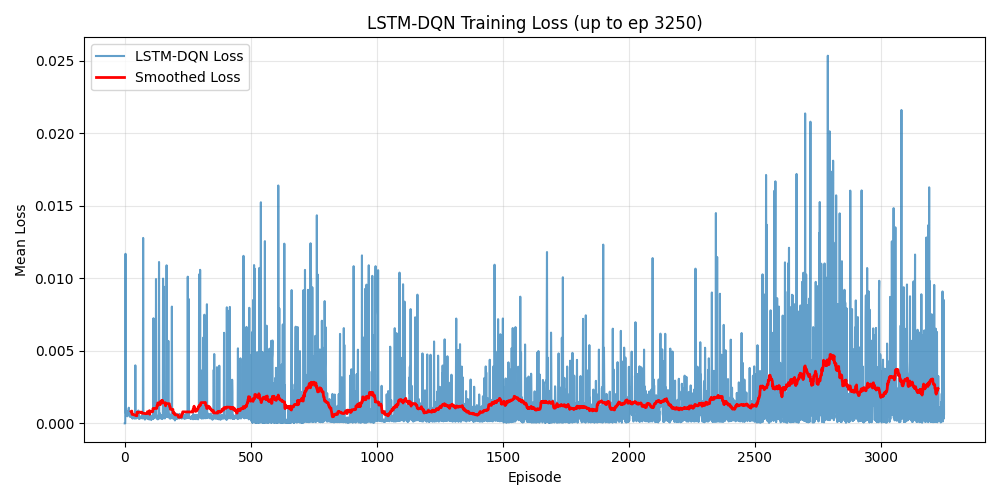 LSTM-DQN Training Loss (up to ep 3250)
LSTM-DQN Loss
Smoothed Loss
Mean Loss
0.025
0.020
0.015
0.010
0.005
0.000
0 500 1000 1500 2000 2500 3000
Episode